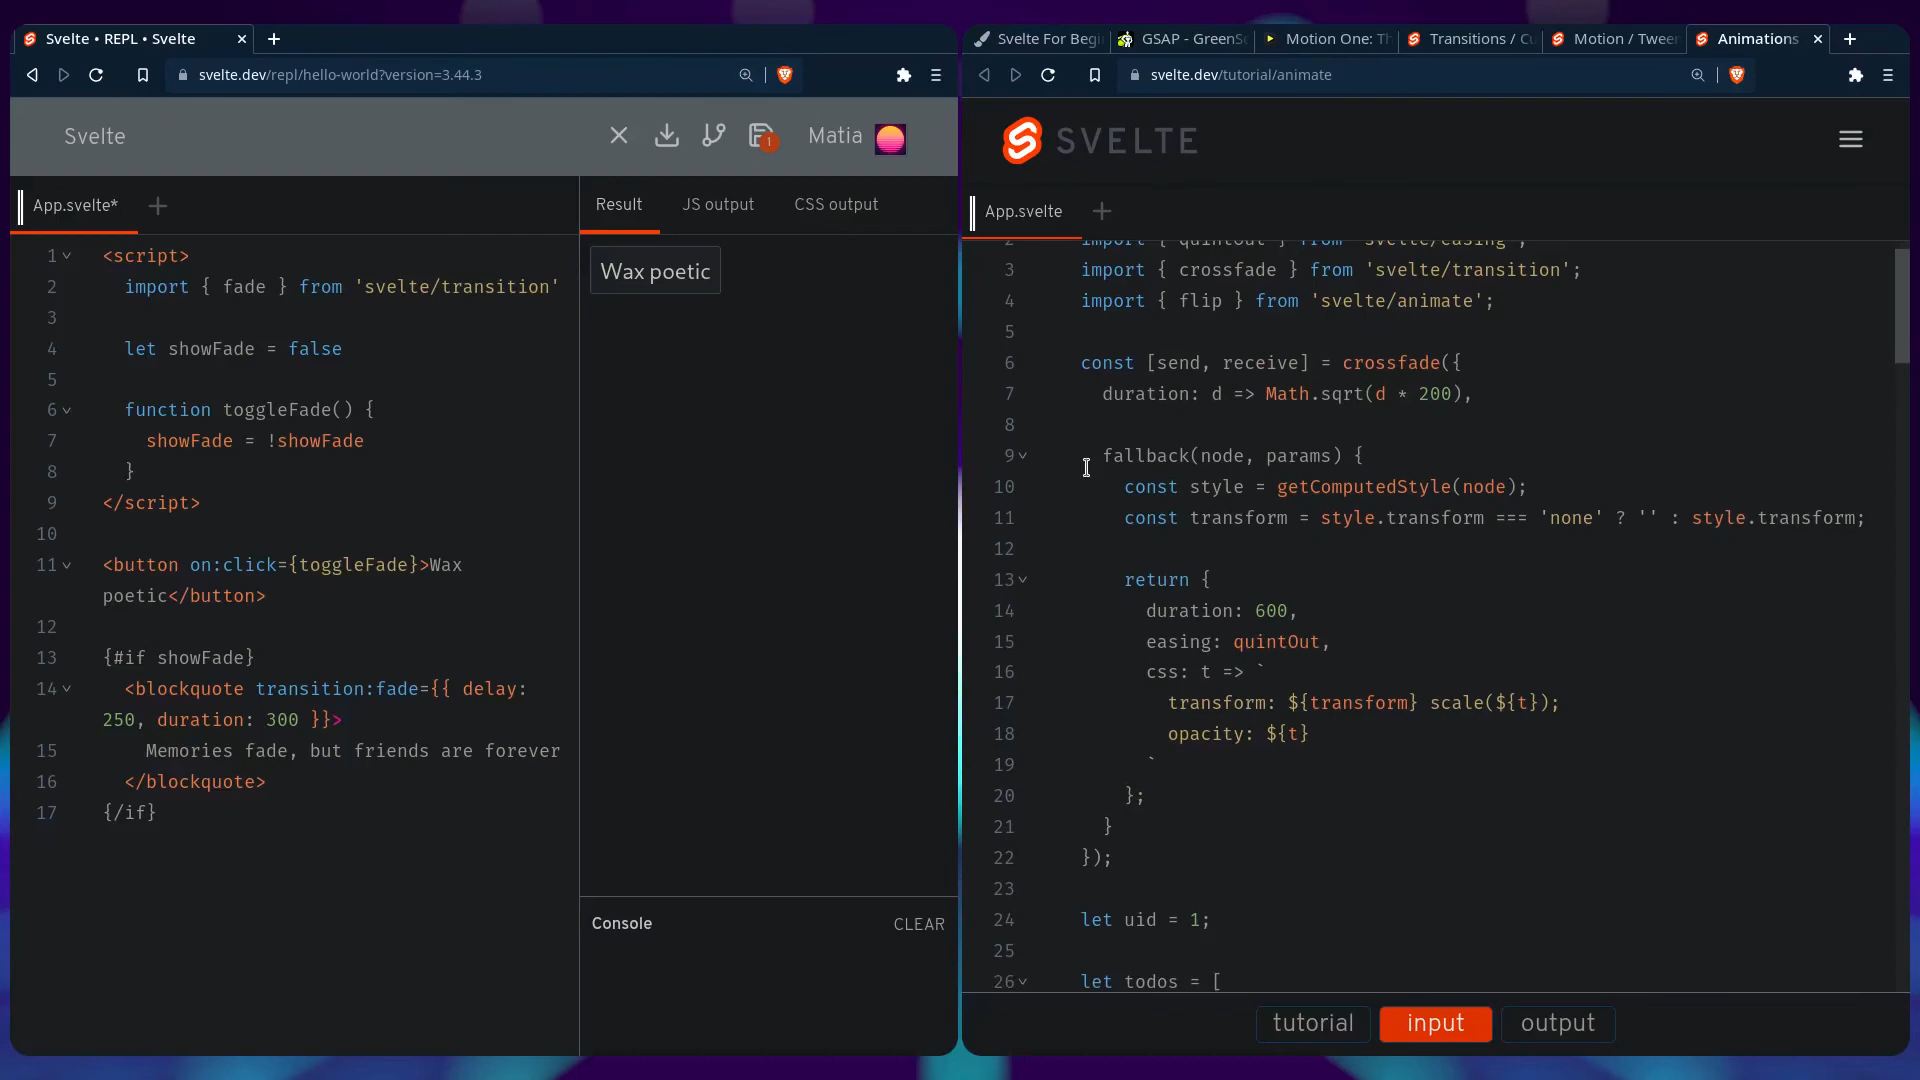 Svelte • REPL • Svelte
svelte.dev/repl/hello-world?version=3.44.3
Svelte
1
Matia
App.svelte*
Result
JS output
CSS output
1 <script>
2 import { fade } from 'svelte/transition'
3
4 let showFade = false
5
6 function toggleFade() {
7 showFade = !showFade
8 }
9 </script>
10
11 <button on:click={toggleFade}>Wax
poetic</button>
12
13 {#if showFade}
14 <blockquote transition:fade={{ delay:
250, duration: 300 }}>
15 Memories fade, but friends are forever
16 </blockquote>
17 {/if}
Wax poetic
Console
CLEAR
Svelte For Begi
GSAP - GreenS
Motion One: Th
Transitions / Cu
Motion / Twee
Animations
svelte.dev/tutorial/animate
SVELTE
App.svelte
2 import { quintOut } from 'svelte/easing';
3 import { crossfade } from 'svelte/transition';
4 import { flip } from 'svelte/animate';
5
6 const [send, receive] = crossfade({
7 duration: d => Math.sqrt(d * 200),
8
9 fallback(node, params) {
10 const style = getComputedStyle(node);
11 const transform = style.transform === 'none' ? '' : style.transform;
12
13 return {
14 duration: 600,
15 easing: quintOut,
16 css: t => `
17 transform: ${transform} scale(${t});
18 opacity: ${t}
19 `
20 };
21 }
22 });
23
24 let uid = 1;
25
26 let todos = [
tutorial
input
output